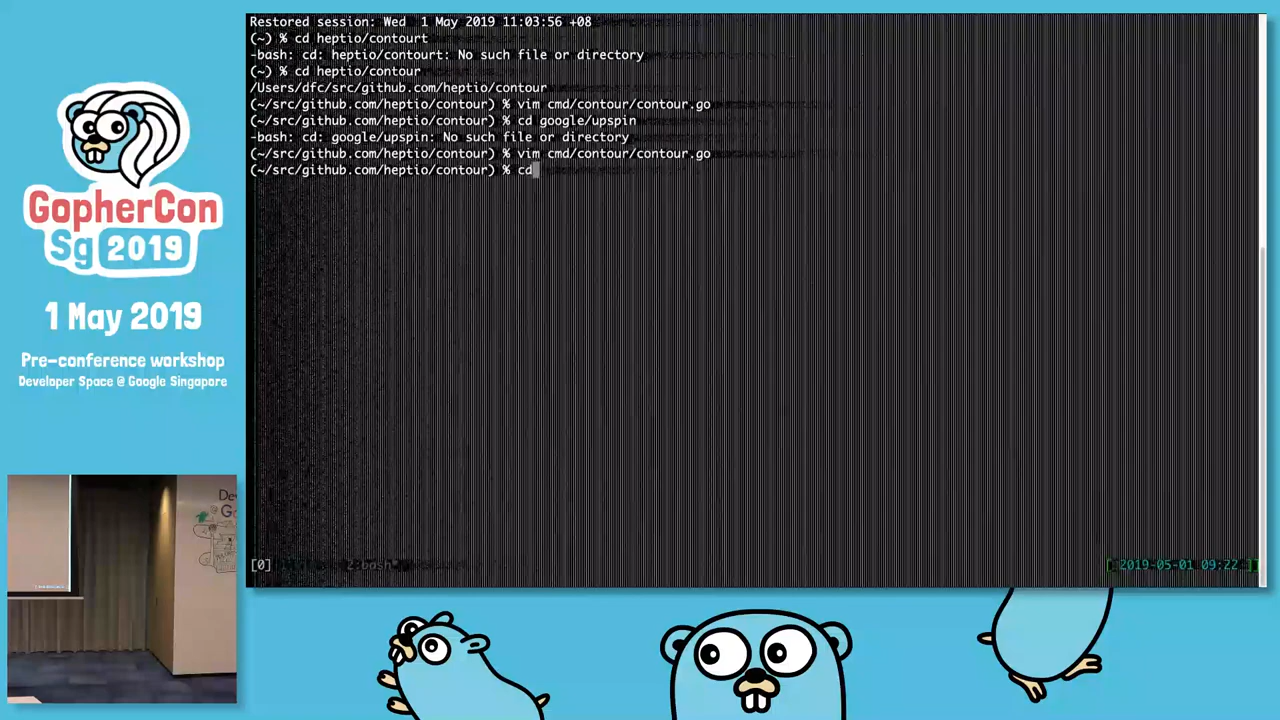 GopherCon
Sg 2019
1 May 2019
Pre-conference workshop
Developer Space @ Google Singapore
Restored session: Wed  1 May 2019 11:03:56 +08
(~) % cd heptio/contourt
-bash: cd: heptio/contourt: No such file or directory
(~) % cd heptio/contour
/Users/dfc/src/github.com/heptio/contour
(~/src/github.com/heptio/contour) % vim cmd/contour/contour.go
(~/src/github.com/heptio/contour) % cd google/upspin
-bash: cd: google/upspin: No such file or directory
(~/src/github.com/heptio/contour) % vim cmd/contour/contour.go
(~/src/github.com/heptio/contour) % cd
[0] 2:bash [ 2019-05-01 09:22 ]